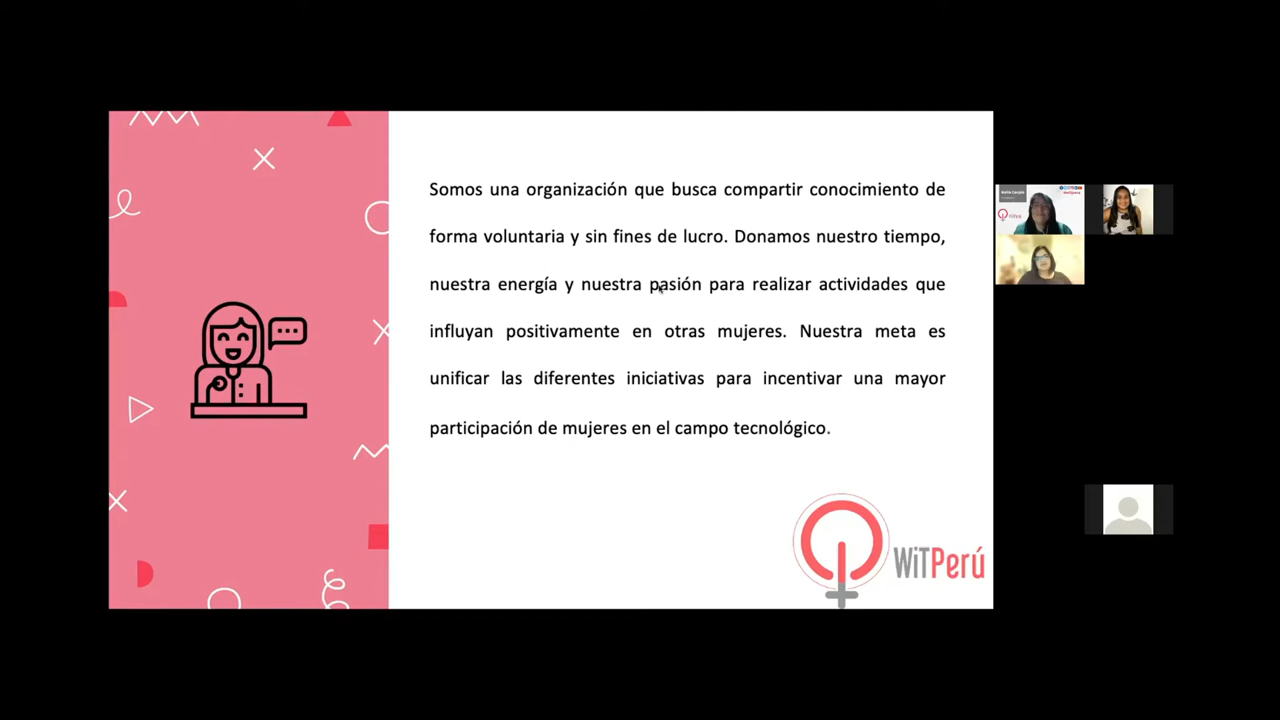 Somos una organización que busca compartir conocimiento de
forma voluntaria y sin fines de lucro. Donamos nuestro tiempo,
nuestra energía y nuestra pasión para realizar actividades que
influyan positivamente en otras mujeres. Nuestra meta es
unificar las diferentes iniciativas para incentivar una mayor
participación de mujeres en el campo tecnológico.
WiTPerú